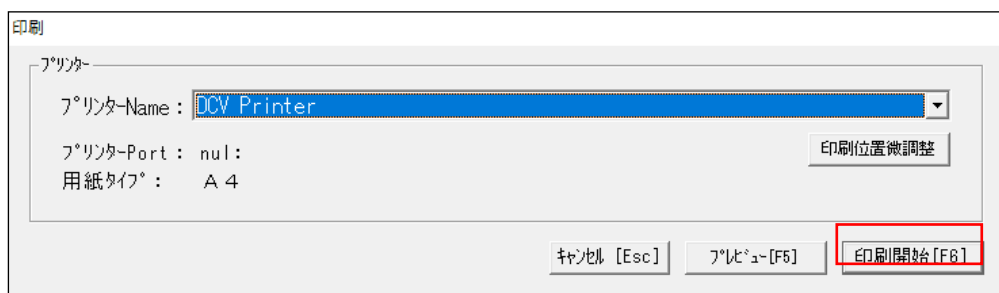 印刷
ﾌﾟﾘﾝﾀｰ
ﾌﾟﾘﾝﾀｰName : DCV Printer
ﾌﾟﾘﾝﾀｰPort : nul:
印刷位置微調整
用紙ﾀｲﾌﾟ : Ａ４
ｷｬﾝｾﾙ [Esc] ﾌﾟﾚﾋﾞｭｰ[F5] 印刷開始[F6]